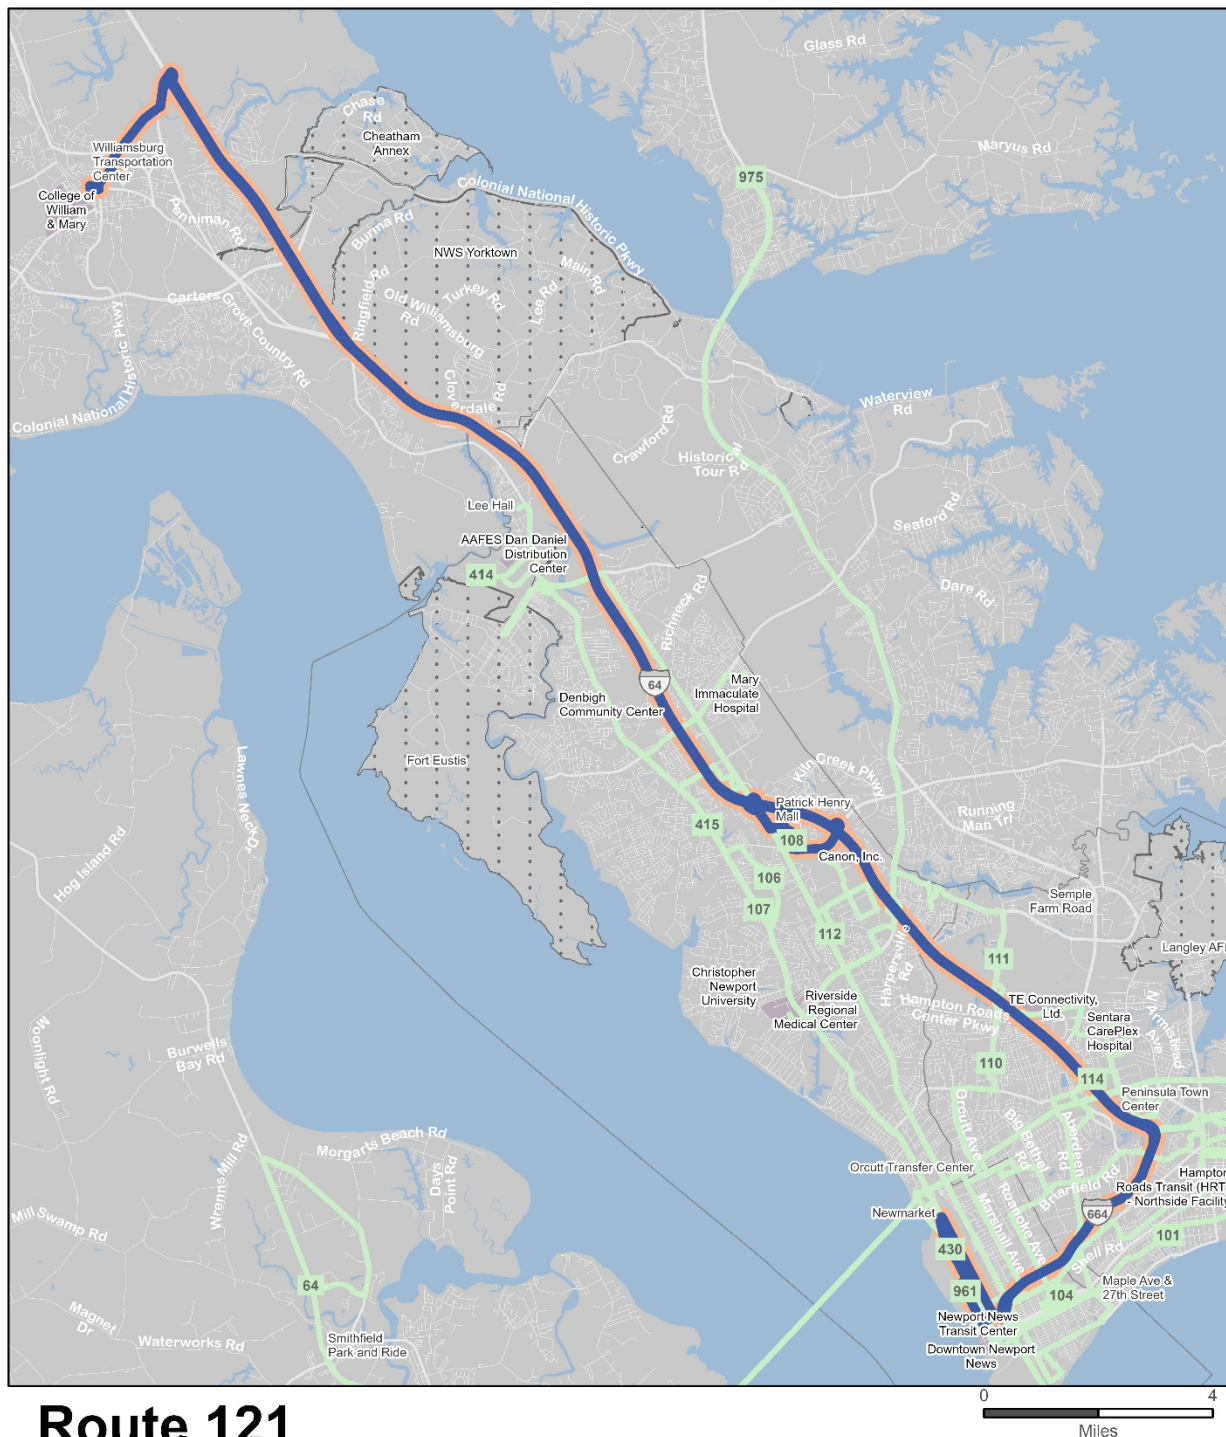 Glass Rd
Chase
Rd
Cheatham
Annex
Maryus Rd
Williamsburg
Transportation
Center
975
College of
William
& Mary
Colonial National Historic Pkwy
Penniman Rd
Burma Rd
NWS Yorktown
Main Rd
Turkey Rd
Lee Rd
Old Williamsburg
Rd
Ringfield Rd
Carters Grove Country Rd
Colonial National Historic Pkwy
Cloverdale Rd
Waterview
Rd
Crawford Rd
Historical
Tour Rd
Lee Hall
Seaford Rd
AAFES Dan Daniel
Distribution
Center
414
Dare Rd
Richneck Rd
64
Mary
Immaculate
Hospital
Denbigh
Community Center
Fort Eustis
Lawnes Neck Dr
Kiln Creek Pkwy
Patrick Henry
Mall
Running
Man Trl
415
108
Canon, Inc.
Hog Island Rd
106
107
Semple
Farm Road
112
Harpersville
Rd
Langley AF
111
Christopher
Newport
University
Riverside
Regional
Medical Center
Hampton Roads
Center Pkwy
TE Connectivity,
Ltd.
Sentara
CarePlex
Hospital
N Armistead
Ave
Moonlight Rd
Burwells
Bay Rd
110
114
Peninsula Town
Center
Orcutt Ave
Big Bethel
Rd
Aberdeen
Rd
Morgarts Beach Rd
Wrenns Mill Rd
Days
Point Rd
Orcutt Transfer Center
Briarfield Rd
Hampton
Roads Transit (HRT
- Northside Facility
Newmarket
Marshall Ave
Roanoke Ave
664
Mill Swamp Rd
430
101
Shell Rd
64
961
104
Maple Ave &
27th Street
Magnet
Dr
Waterworks Rd
Smithfield
Park and Ride
Newport News
Transit Center
Downtown Newport
News
Route 121
0 4
Miles